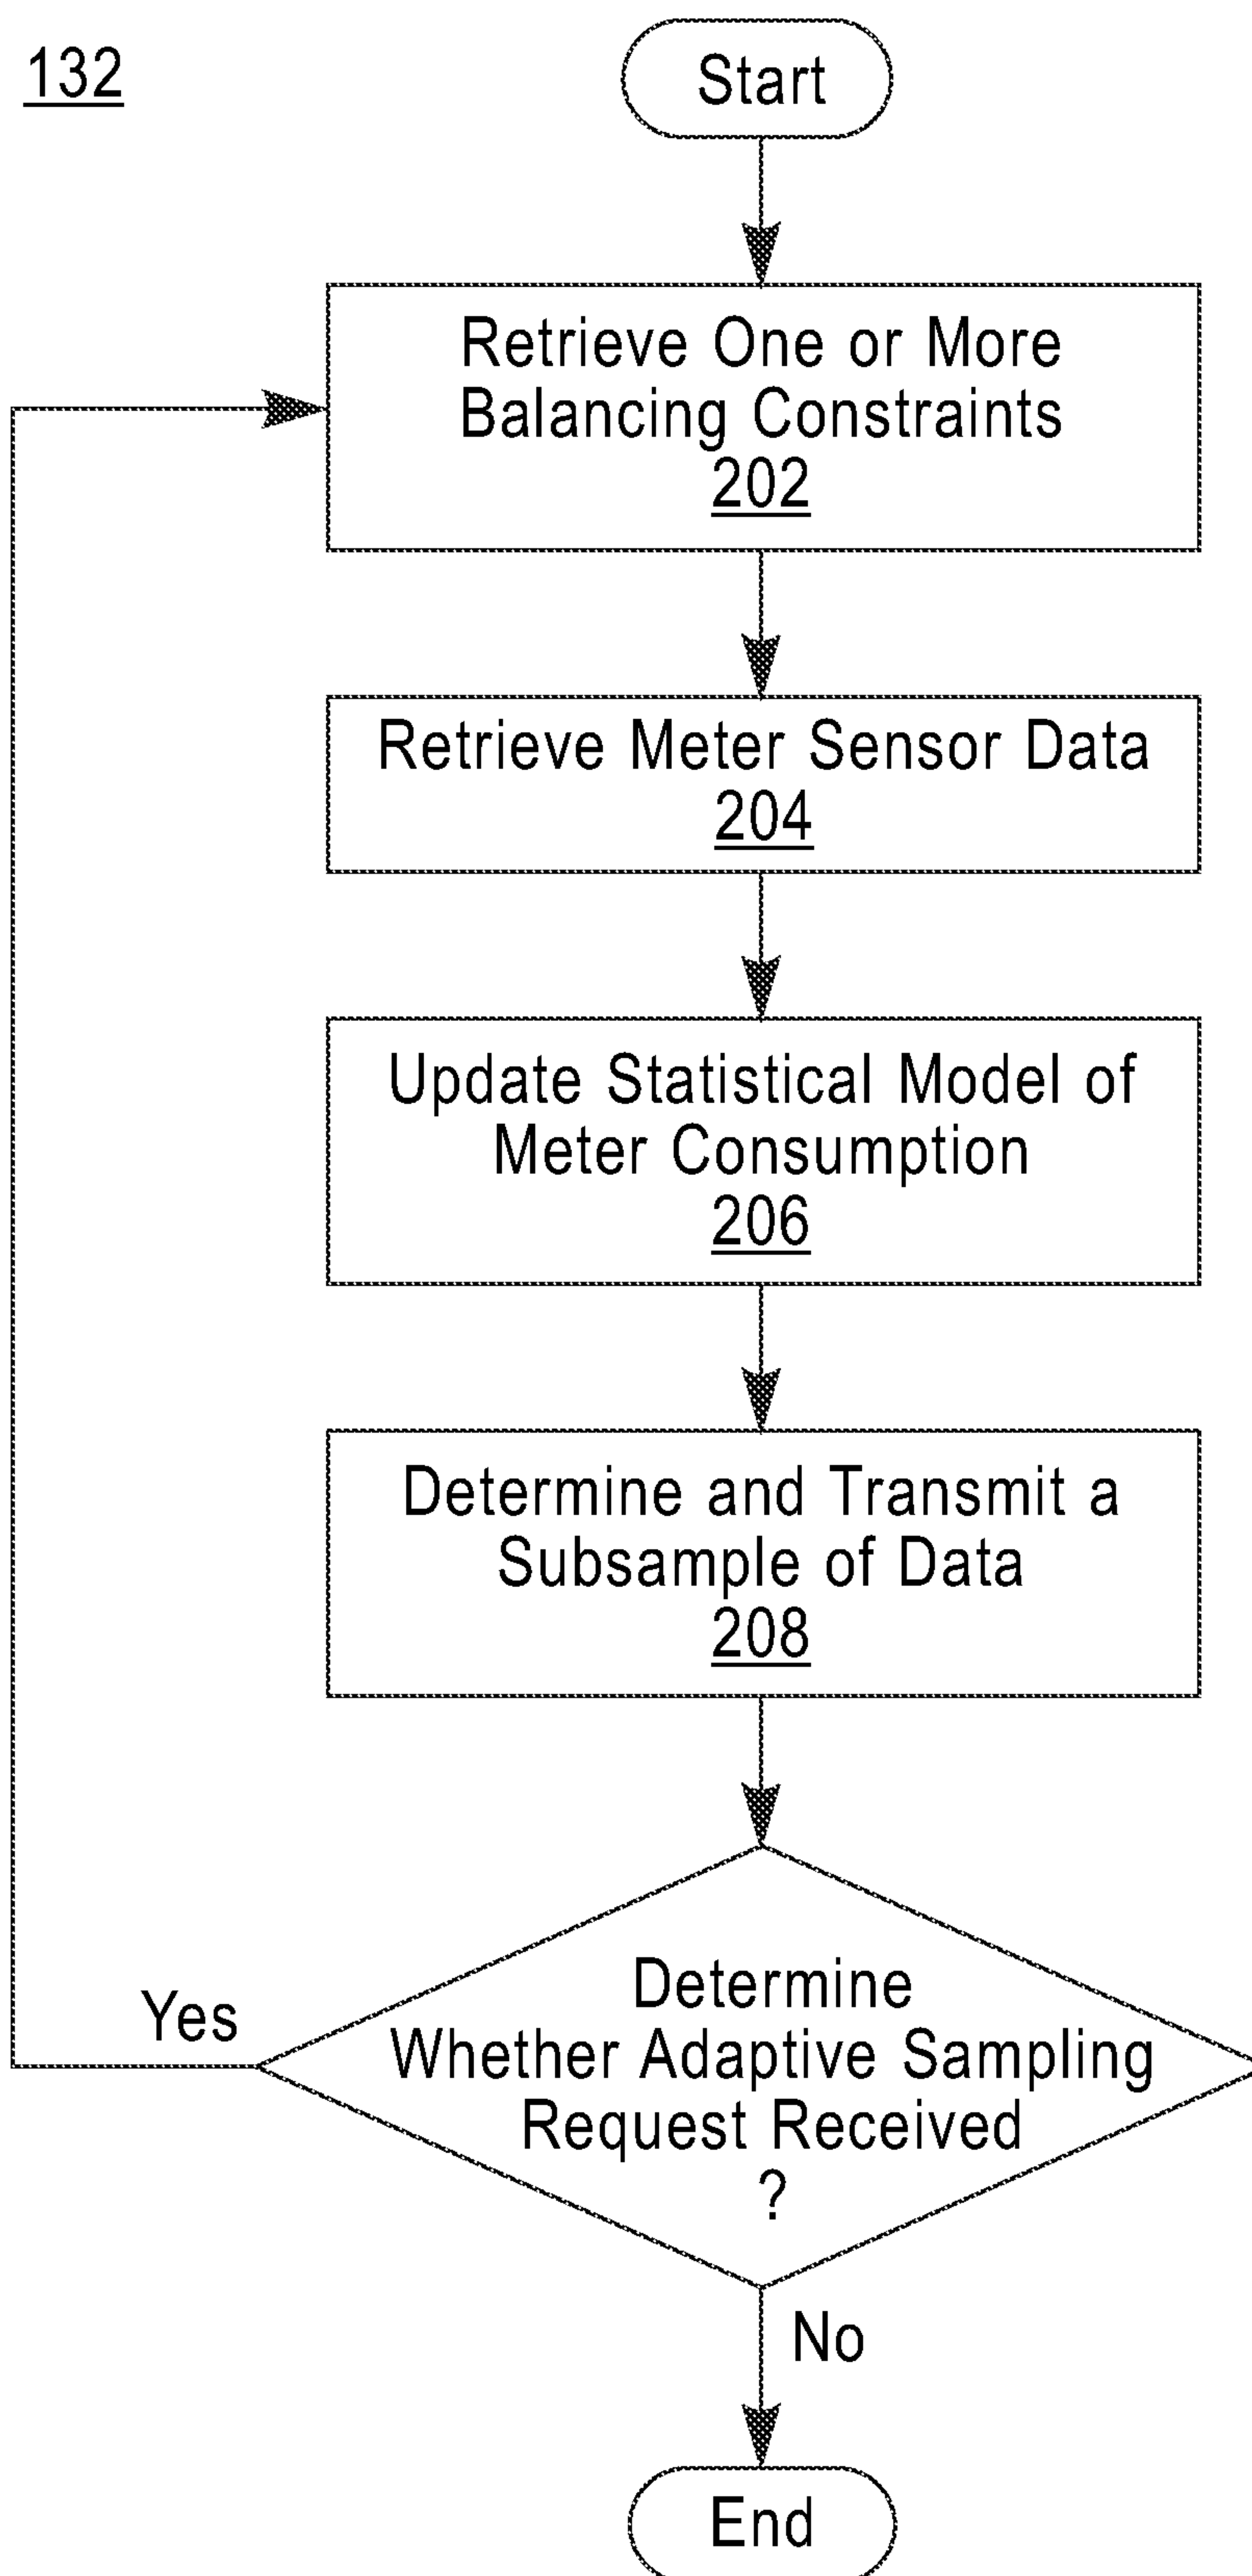 132
Start
Retrieve One or More
Balancing Constraints
202
Retrieve Meter Sensor Data
204
Update Statistical Model of
Meter Consumption
206
Determine and Transmit a
Subsample of Data
208
Determine
Whether Adaptive Sampling
Request Received
?
Yes
No
End